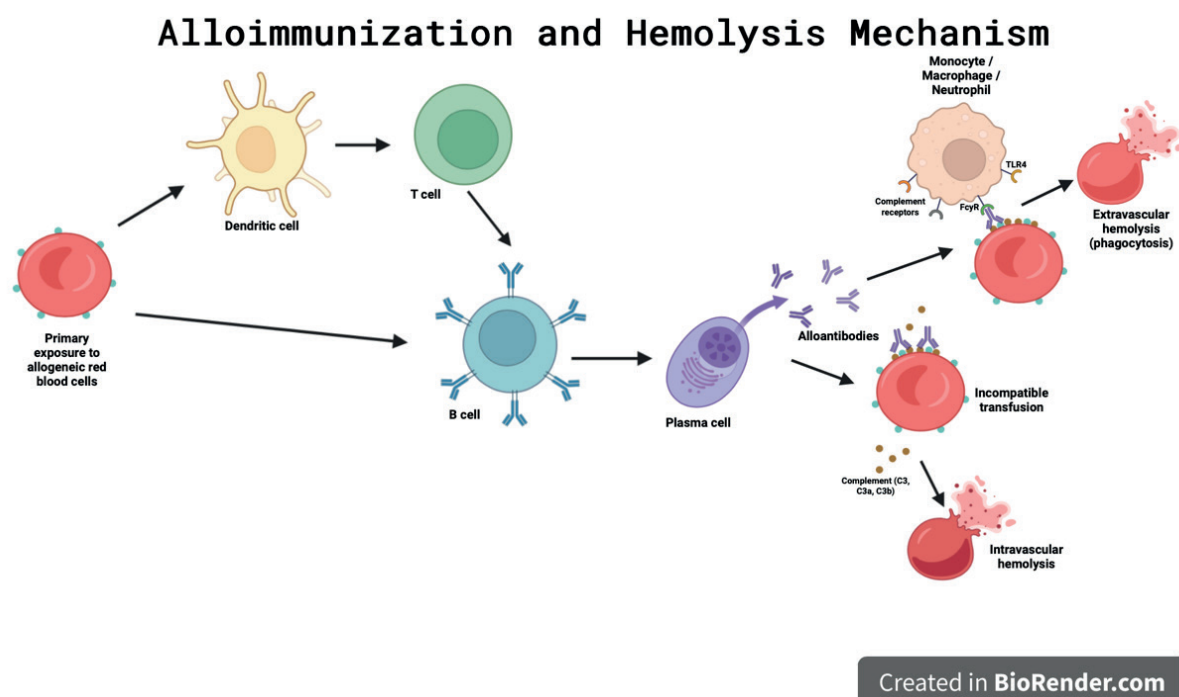 Alloimmunization and Hemolysis Mechanism
Monocyte /
Macrophage /
Neutrophil
TLR4
Complement
receptors
FcγR
Extravascular
hemolysis
(phagocytosis)
Dendritic cell
T cell
Primary
exposure to
allogeneic red
blood cells
B cell
Plasma cell
Alloantibodies
Incompatible
transfusion
Complement (C3,
C3a, C3b)
Intravascular
hemolysis
Created in BioRender.com